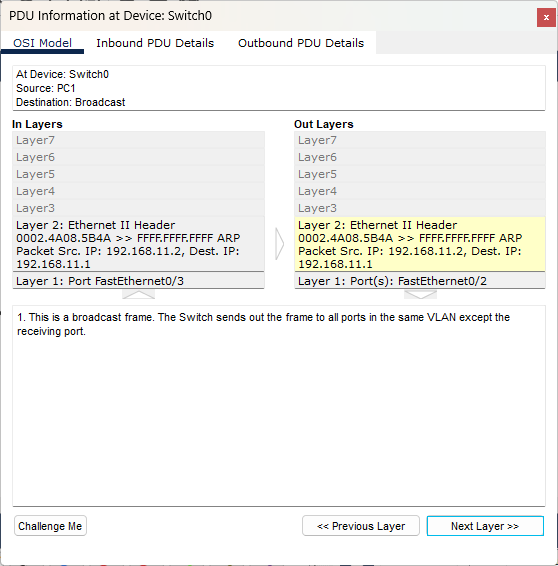 PDU Information at Device: Switch0
x
OSI Model Inbound PDU Details Outbound PDU Details
At Device: Switch0
Source: PC1
Destination: Broadcast
In Layers
Layer7
Layer6
Layer5
Layer4
Layer3
Layer 2: Ethernet II Header
0002.4A08.5B4A >> FFFF.FFFF.FFFF ARP
Packet Src. IP: 192.168.11.2, Dest. IP:
192.168.11.1
Layer 1: Port FastEthernet0/3
Out Layers
Layer7
Layer6
Layer5
Layer4
Layer3
Layer 2: Ethernet II Header
0002.4A08.5B4A >> FFFF.FFFF.FFFF ARP
Packet Src. IP: 192.168.11.2, Dest. IP:
192.168.11.1
Layer 1: Port(s): FastEthernet0/2
1. This is a broadcast frame. The Switch sends out the frame to all ports in the same VLAN except the
receiving port.
Challenge Me
<< Previous Layer
Next Layer >>